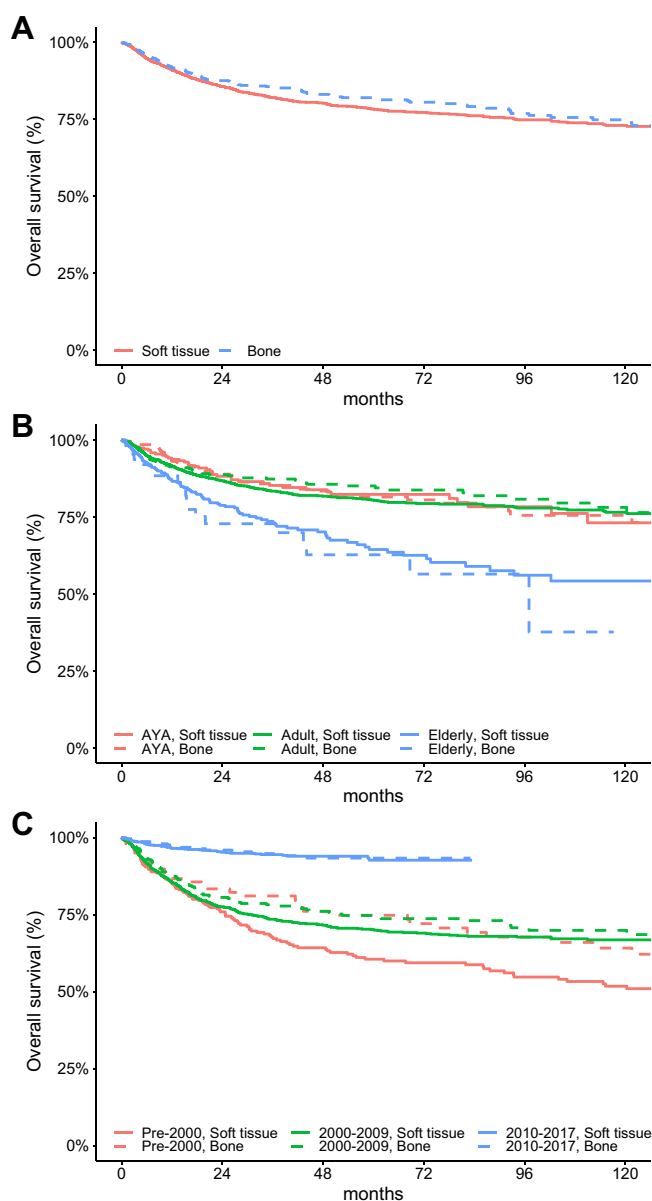 A
100%
75%
50%
25%
0%
Overall survival (%)
Soft tissue Bone
0 24 48 72 96 120
months
B
100%
75%
50%
25%
0%
Overall survival (%)
AYA, Soft tissue Adult, Soft tissue Elderly, Soft tissue
AYA, Bone Adult, Bone Elderly, Bone
0 24 48 72 96 120
months
C
100%
75%
50%
25%
0%
Overall survival (%)
Pre-2000, Soft tissue 2000-2009, Soft tissue 2010-2017, Soft tissue
Pre-2000, Bone 2000-2009, Bone 2010-2017, Bone
0 24 48 72 96 120
months